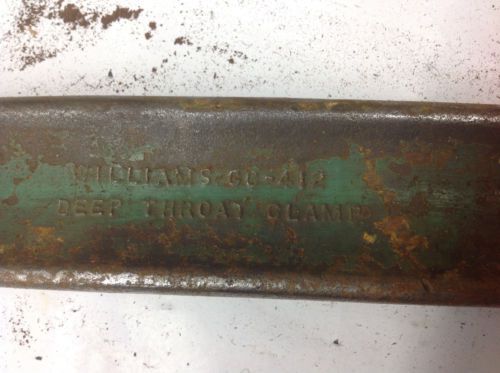 WILLIAMS CC-412
DEEP THROAT CLAMP